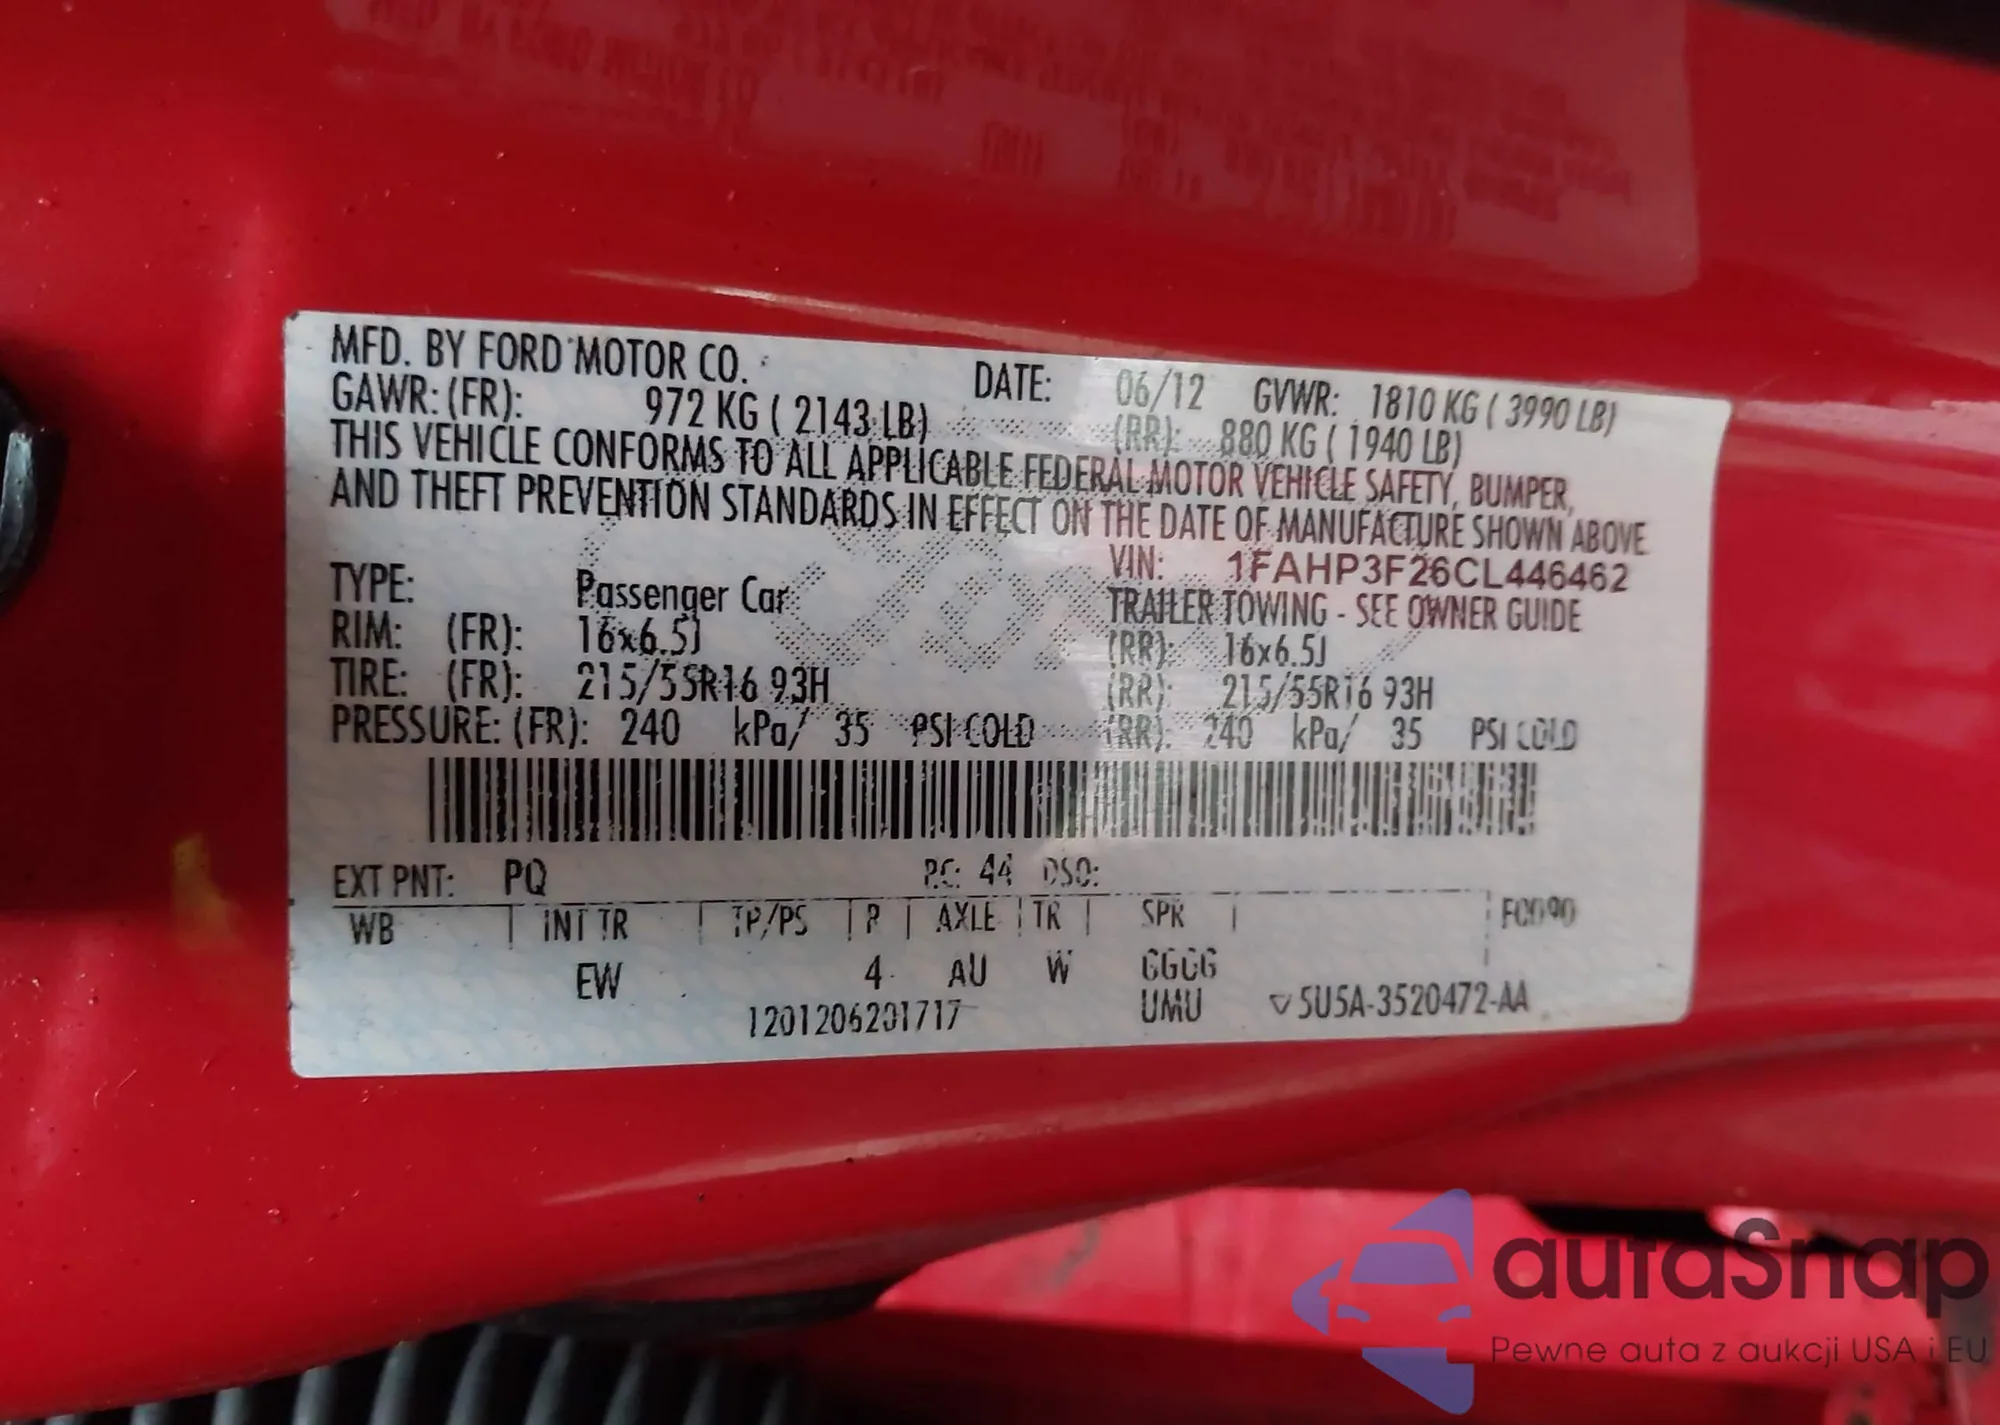 MFD. BY FORD MOTOR CO. DATE: 06/12 GVWR: 1810 KG ( 3990 LB)
GAWR: (FR): 972 KG ( 2143 LB) (RR): 880 KG ( 1940 LB)
THIS VEHICLE CONFORMS TO ALL APPLICABLE FEDERAL MOTOR VEHICLE SAFETY, BUMPER,
AND THEFT PREVENTION STANDARDS IN EFFECT ON THE DATE OF MANUFACTURE SHOWN ABOVE
VIN: 1FAHP3F26CL446462
TYPE: Passenger Car TRAILER TOWING - SEE OWNER GUIDE
RIM: (FR): 16x6.5J (RR): 16x6.5J
TIRE: (FR): 215/55R16 93H (RR): 215/55R16 93H
PRESSURE: (FR): 240 kPa/ 35 PSI COLD (RR): 240 kPa/ 35 PSI COLD
EXT PNT: PQ RC: 44 DSO:
WB INT TR TP/PS R AXLE TR SPR
EW 4 AU W GGGG
1201206201717 UMU ▽ 5U5A-3520472-AA
autaSnap
Pewne auta z aukcji USA i EU